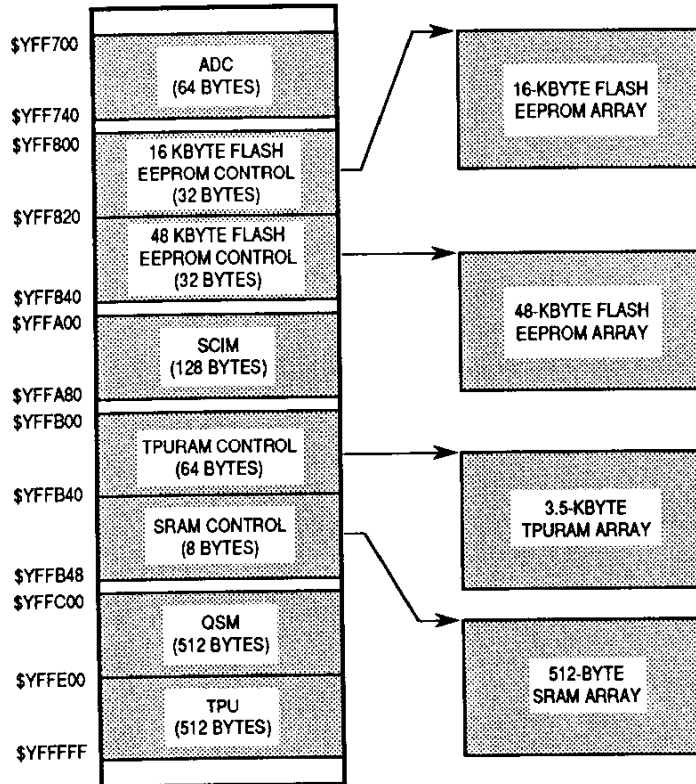 $YFF700
ADC
(64 BYTES)
$YFF740
$YFF800
16 KBYTE FLASH
EEPROM CONTROL
(32 BYTES)
$YFF820
48 KBYTE FLASH
EEPROM CONTROL
(32 BYTES)
$YFF840
$YFFA00
SCIM
(128 BYTES)
$YFFA80
$YFFB00
TPURAM CONTROL
(64 BYTES)
$YFFB40
SRAM CONTROL
(8 BYTES)
$YFFB48
$YFFC00
QSM
(512 BYTES)
$YFFE00
TPU
(512 BYTES)
$YFFFFF
16-KBYTE FLASH
EEPROM ARRAY
48-KBYTE FLASH
EEPROM ARRAY
3.5-KBYTE
TPURAM ARRAY
512-BYTE
SRAM ARRAY